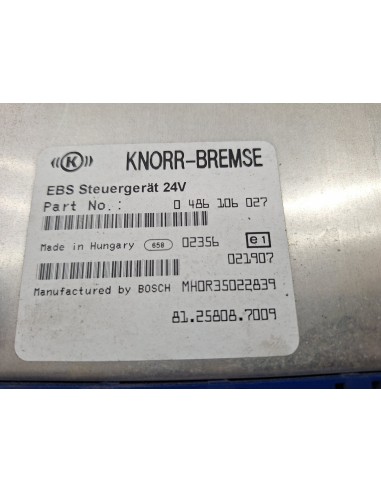 K KNORR-BREMSE
EBS Steuergerät 24V
Part No.: 0 486 106 027
Made in Hungary 658 02356 e1
021907
Manufactured by BOSCH MHOR35022839
81.25808.7009